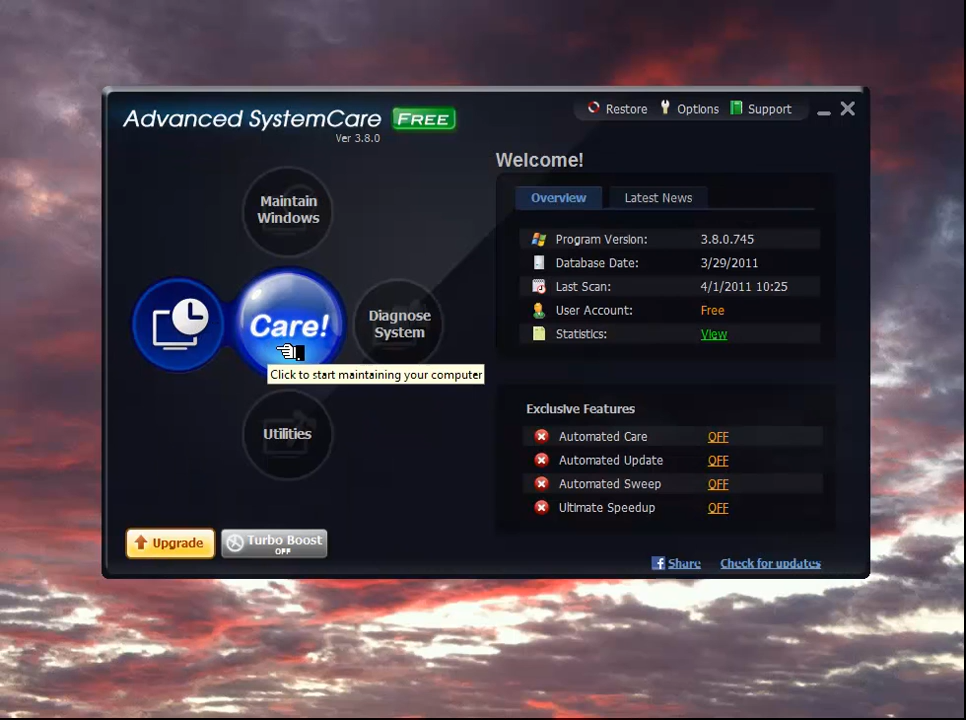 Advanced SystemCare FREE
Ver 3.8.0
Restore Options Support
Welcome!
Overview Latest News
Program Version: 3.8.0.745
Database Date: 3/29/2011
Last Scan: 4/1/2011 10:25
User Account: Free
Statistics: View
Maintain
Windows
Care!
Diagnose
System
Click to start maintaining your computer
Utilities
Exclusive Features
Automated Care OFF
Automated Update OFF
Automated Sweep OFF
Ultimate Speedup OFF
Upgrade
Turbo Boost
OFF
f Share Check for updates